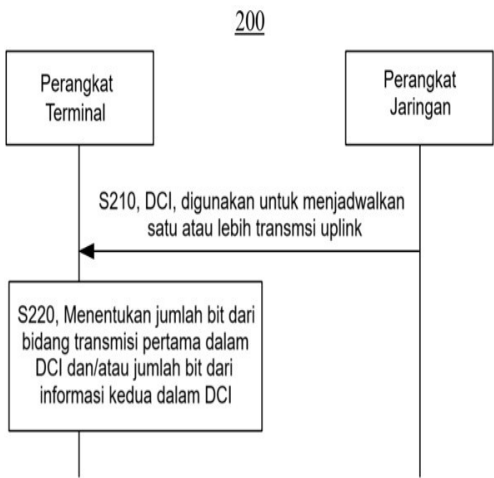 200
Perangkat
Terminal
Perangkat
Jaringan
S210, DCI, digunakan untuk menjadwalkan
satu atau lebih transmsi uplink
S220, Menentukan jumlah bit dari
bidang transmisi pertama dalam
DCI dan/atau jumlah bit dari
informasi kedua dalam DCI